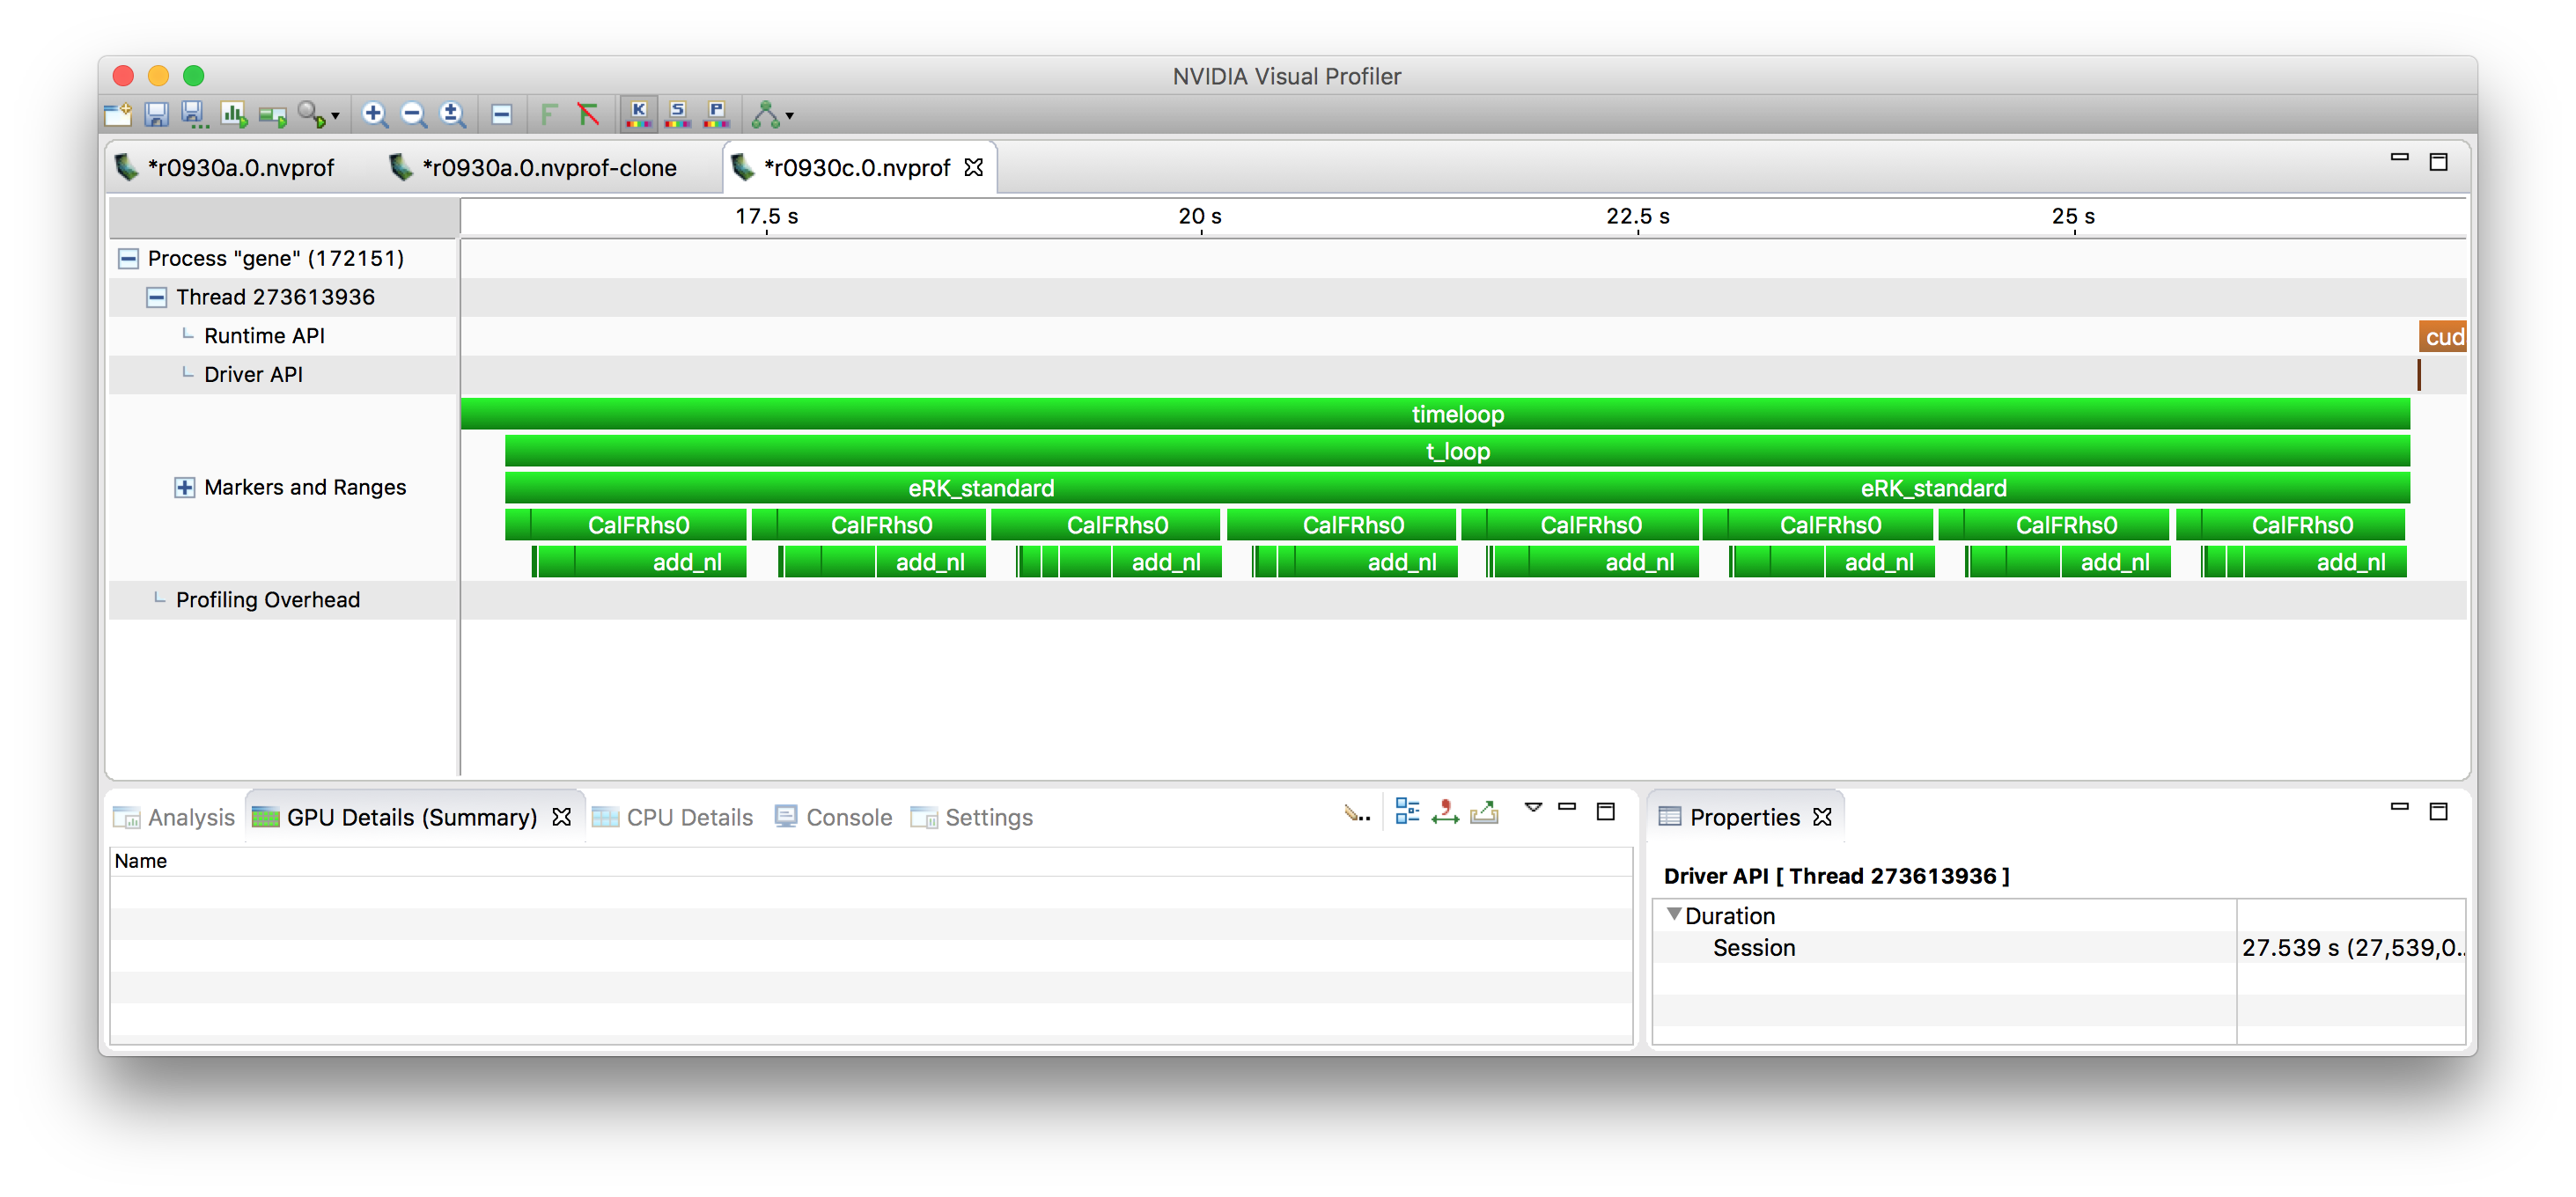 NVIDIA Visual Profiler
K S P
*r0930a.0.nvprof *r0930a.0.nvprof-clone *r0930c.0.nvprof
17.5 s 20 s 22.5 s 25 s
Process "gene" (172151)
Thread 273613936
Runtime API
cud
Driver API
timeloop
t_loop
Markers and Ranges
eRK_standard eRK_standard
CalFRhs0 CalFRhs0 CalFRhs0 CalFRhs0 CalFRhs0 CalFRhs0 CalFRhs0 CalFRhs0
add_nl add_nl add_nl add_nl add_nl add_nl add_nl add_nl
Profiling Overhead
Analysis GPU Details (Summary) CPU Details Console Settings
Name
Properties
Driver API [ Thread 273613936 ]
Duration
Session 27.539 s (27,539,0..